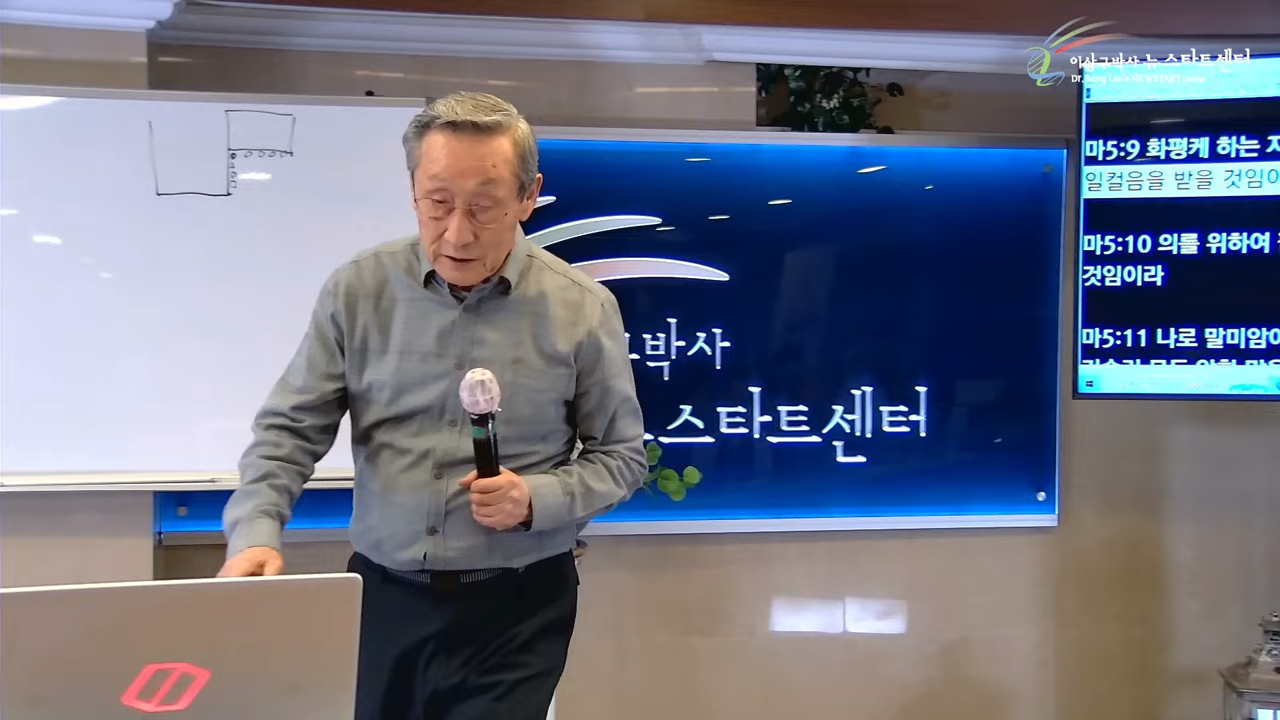 이상구박사 뉴스타트센터
Dr. Sang Lee's NEWSTART Center
마5:9 화평케 하는
일컬음을 받을 것임이
마5:10 의를 위하여
것임이라
마5:11 나로 말미암아
박사
스타트센터